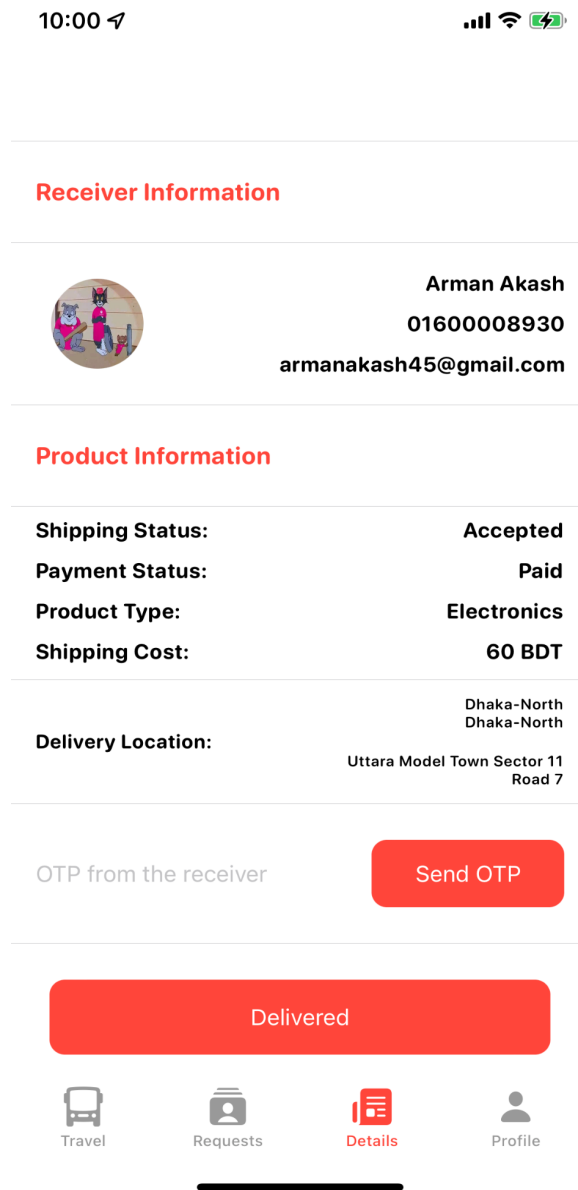 10:00
Receiver Information
Arman Akash
01600008930
armanakash45@gmail.com
Product Information
Shipping Status: Accepted
Payment Status: Paid
Product Type: Electronics
Shipping Cost: 60 BDT
Delivery Location:
Dhaka-North
Dhaka-North
Uttara Model Town Sector 11
Road 7
OTP from the receiver Send OTP
Delivered
Travel Requests Details Profile